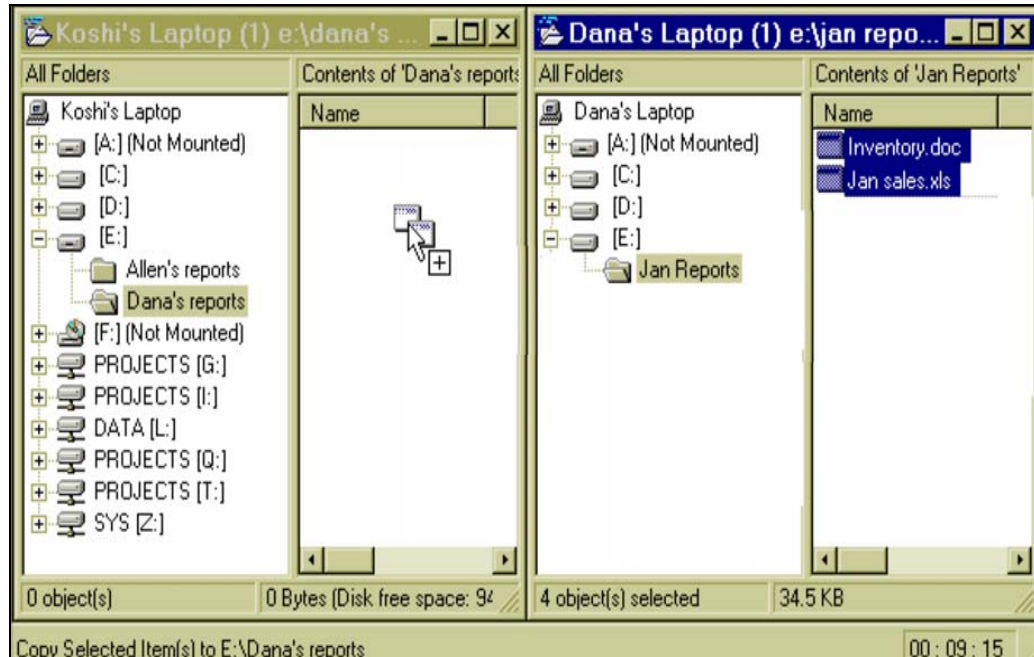 Koshi's Laptop (1) e:\dana's ...
All Folders
Contents of 'Dana's reports
Koshi's Laptop
[A:] (Not Mounted)
[C:]
[D:]
[E:]
Allen's reports
Dana's reports
[F:] (Not Mounted)
PROJECTS [G:]
PROJECTS [I:]
DATA [L:]
PROJECTS [Q:]
PROJECTS [T:]
SYS [Z:]
Name
0 object(s)
0 Bytes (Disk free space: 94
Dana's Laptop (1) e:\jan repo...
All Folders
Contents of 'Jan Reports'
Dana's Laptop
[A:] (Not Mounted)
[C:]
[D:]
[E:]
Jan Reports
Name
Inventory.doc
Jan sales.xls
4 object(s) selected
34.5 KB
Copy Selected Item(s) to E:\Dana's reports
00 : 09 : 15